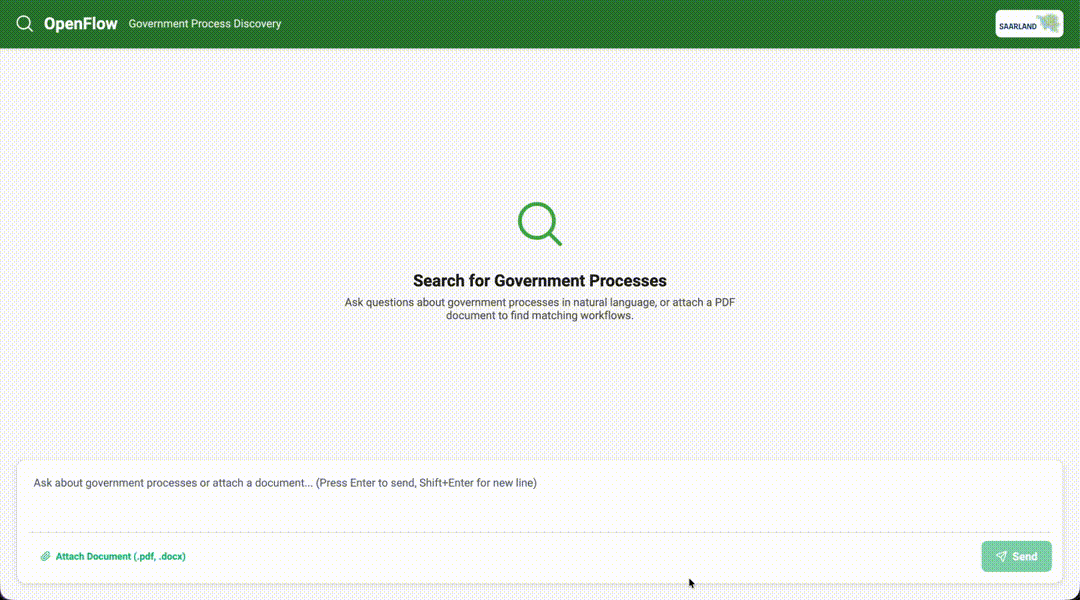 OpenFlow Government Process Discovery
SAARLAND
Search for Government Processes
Ask questions about government processes in natural language, or attach a PDF
document to find matching workflows.
Ask about government processes or attach a document... (Press Enter to send, Shift+Enter for new line)
Attach Document (.pdf, .docx)
Send